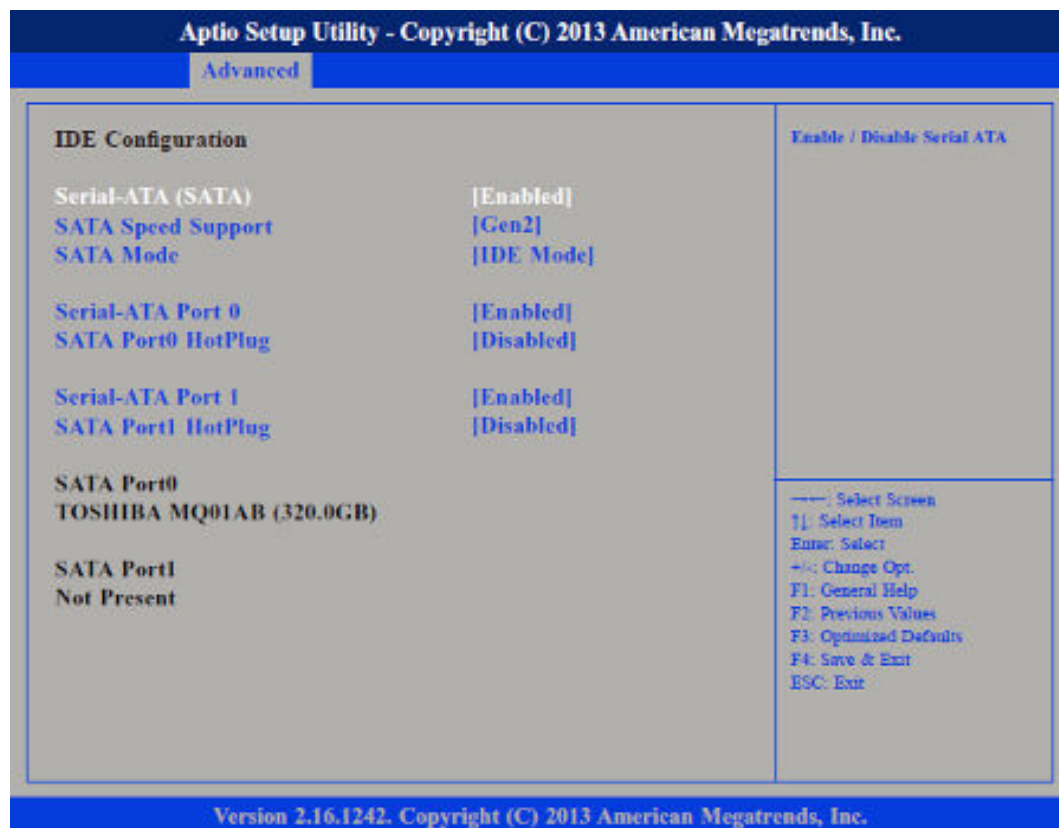 Aptio Setup Utility - Copyright (C) 2013 American Megatrends, Inc.
Advanced
IDE Configuration
Serial-ATA (SATA) [Enabled]
SATA Speed Support [Gen2]
SATA Mode [IDE Mode]
Serial-ATA Port 0 [Enabled]
SATA Port0 HotPlug [Disabled]
Serial-ATA Port 1 [Enabled]
SATA Port1 HotPlug [Disabled]
SATA Port0
TOSHIBA MQ01AB (320.0GB)
SATA Port1
Not Present
Enable / Disable Serial ATA
→←: Select Screen
↑↓: Select Item
Enter: Select
+/-: Change Opt.
F1: General Help
F2: Previous Values
F3: Optimized Defaults
F4: Save & Exit
ESC: Exit
Version 2.16.1242. Copyright (C) 2013 American Megatrends, Inc.